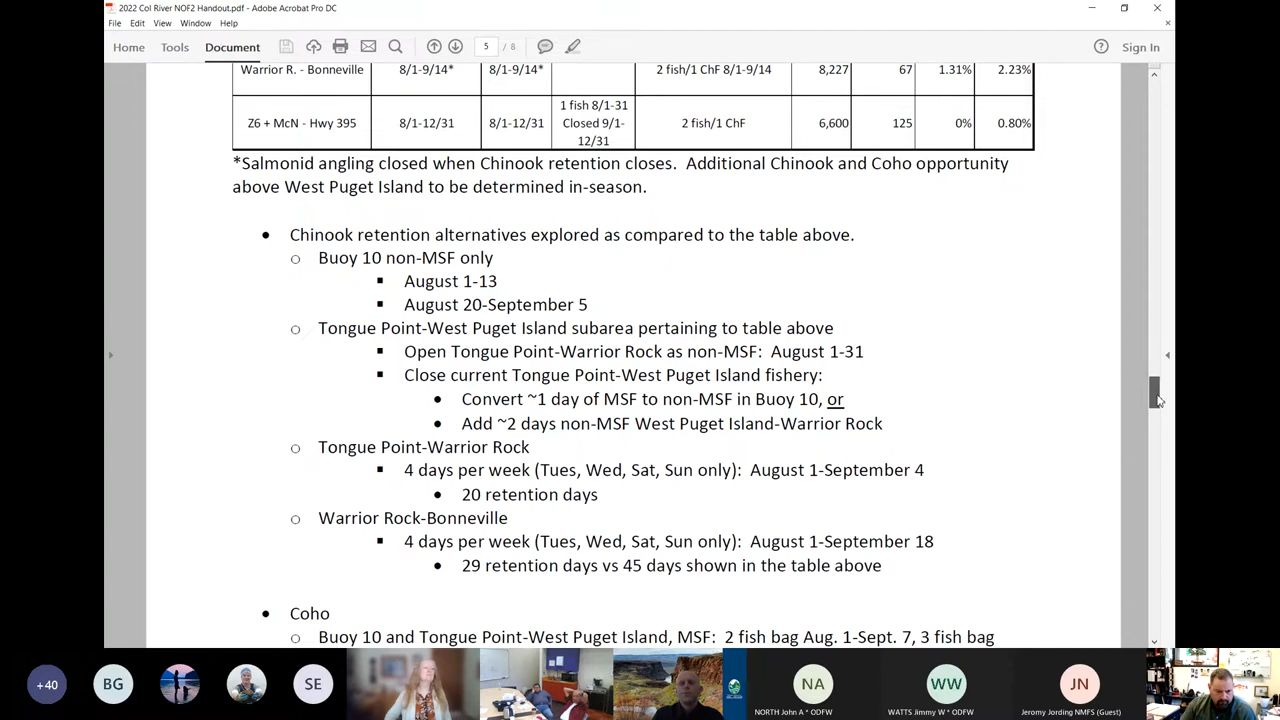 2022 Col River NOF2 Handout.pdf - Adobe Acrobat Pro DC
File Edit View Window Help
Home Tools Document 5 / 8 Sign In
Warrior R. - Bonneville 8/1-9/14* 8/1-9/14* 2 fish/1 ChF 8/1-9/14 8,227 67 1.31% 2.23%
Z6 + McN - Hwy 395 8/1-12/31 8/1-12/31 1 fish 8/1-31 Closed 9/1-12/31 2 fish/1 ChF 6,600 125 0% 0.80%
*Salmonid angling closed when Chinook retention closes. Additional Chinook and Coho opportunity
above West Puget Island to be determined in-season.
• Chinook retention alternatives explored as compared to the table above.
o Buoy 10 non-MSF only
▪ August 1-13
▪ August 20-September 5
o Tongue Point-West Puget Island subarea pertaining to table above
▪ Open Tongue Point-Warrior Rock as non-MSF: August 1-31
▪ Close current Tongue Point-West Puget Island fishery:
• Convert ~1 day of MSF to non-MSF in Buoy 10, or
• Add ~2 days non-MSF West Puget Island-Warrior Rock
o Tongue Point-Warrior Rock
▪ 4 days per week (Tues, Wed, Sat, Sun only): August 1-September 4
• 20 retention days
o Warrior Rock-Bonneville
▪ 4 days per week (Tues, Wed, Sat, Sun only): August 1-September 18
• 29 retention days vs 45 days shown in the table above
• Coho
o Buoy 10 and Tongue Point-West Puget Island, MSF: 2 fish bag Aug. 1-Sept. 7, 3 fish bag
+40 BG SE NA WW JN
NORTH John A * ODFW WATTS Jimmy W * ODFW Jeromy Jording NMFS (Guest)